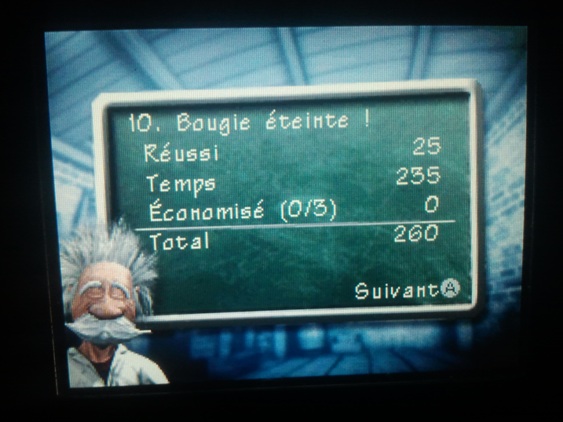 10. Bougie éteinte !
Réussi 25
Temps 235
Économisé (0/3) 0
Total 260
Suivant A